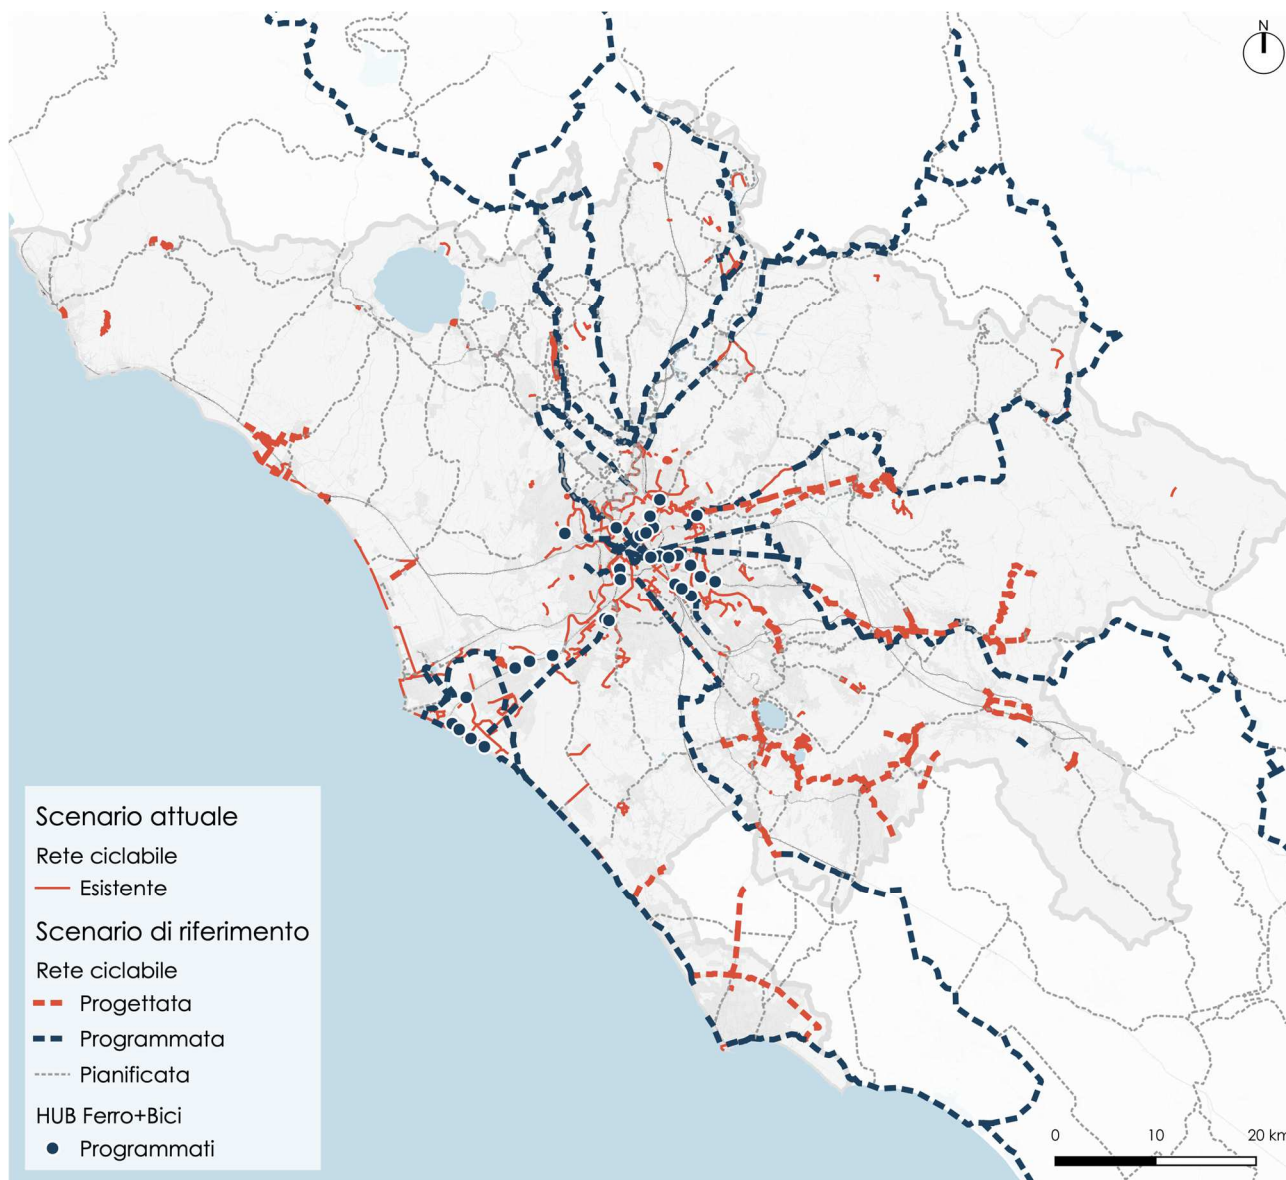 N
Scenario attuale
Rete ciclabile
Esistente
Scenario di riferimento
Rete ciclabile
Progettata
Programmata
Pianificata
HUB Ferro+Bici
Programmati
0 10 20 km